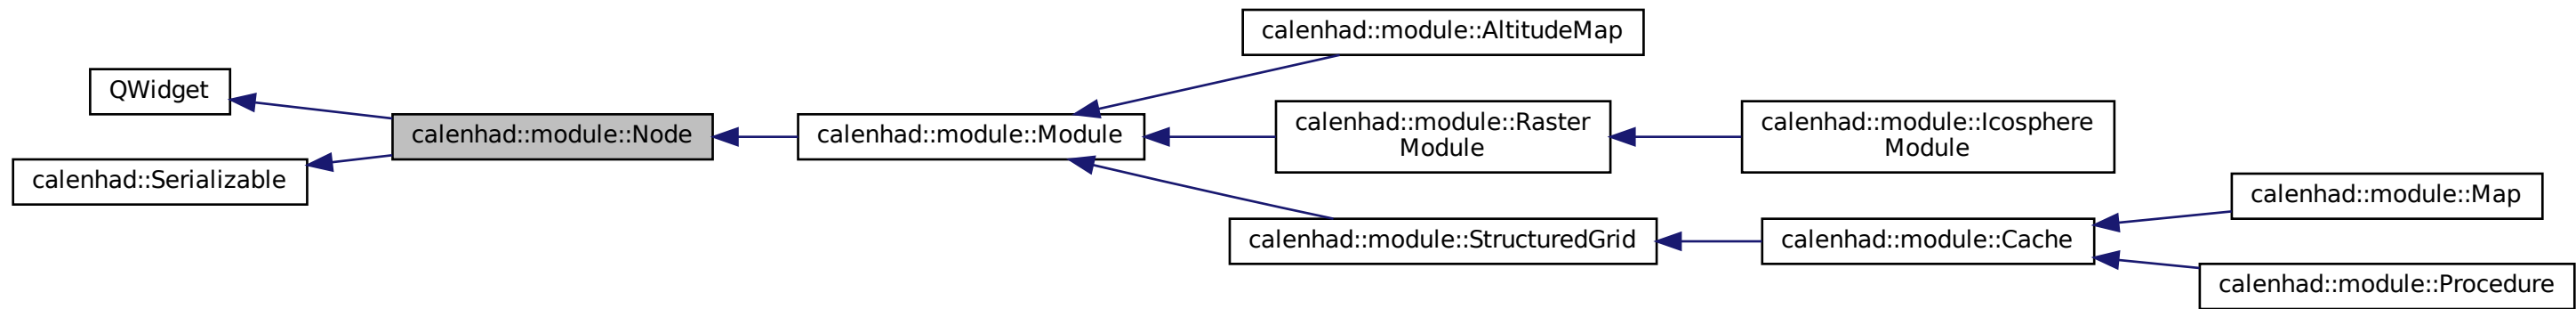 QWidget
calenhad::Serializable
calenhad::module::Node
calenhad::module::Module
calenhad::module::AltitudeMap
calenhad::module::Raster
Module
calenhad::module::StructuredGrid
calenhad::module::Icosphere
Module
calenhad::module::Cache
calenhad::module::Map
calenhad::module::Procedure